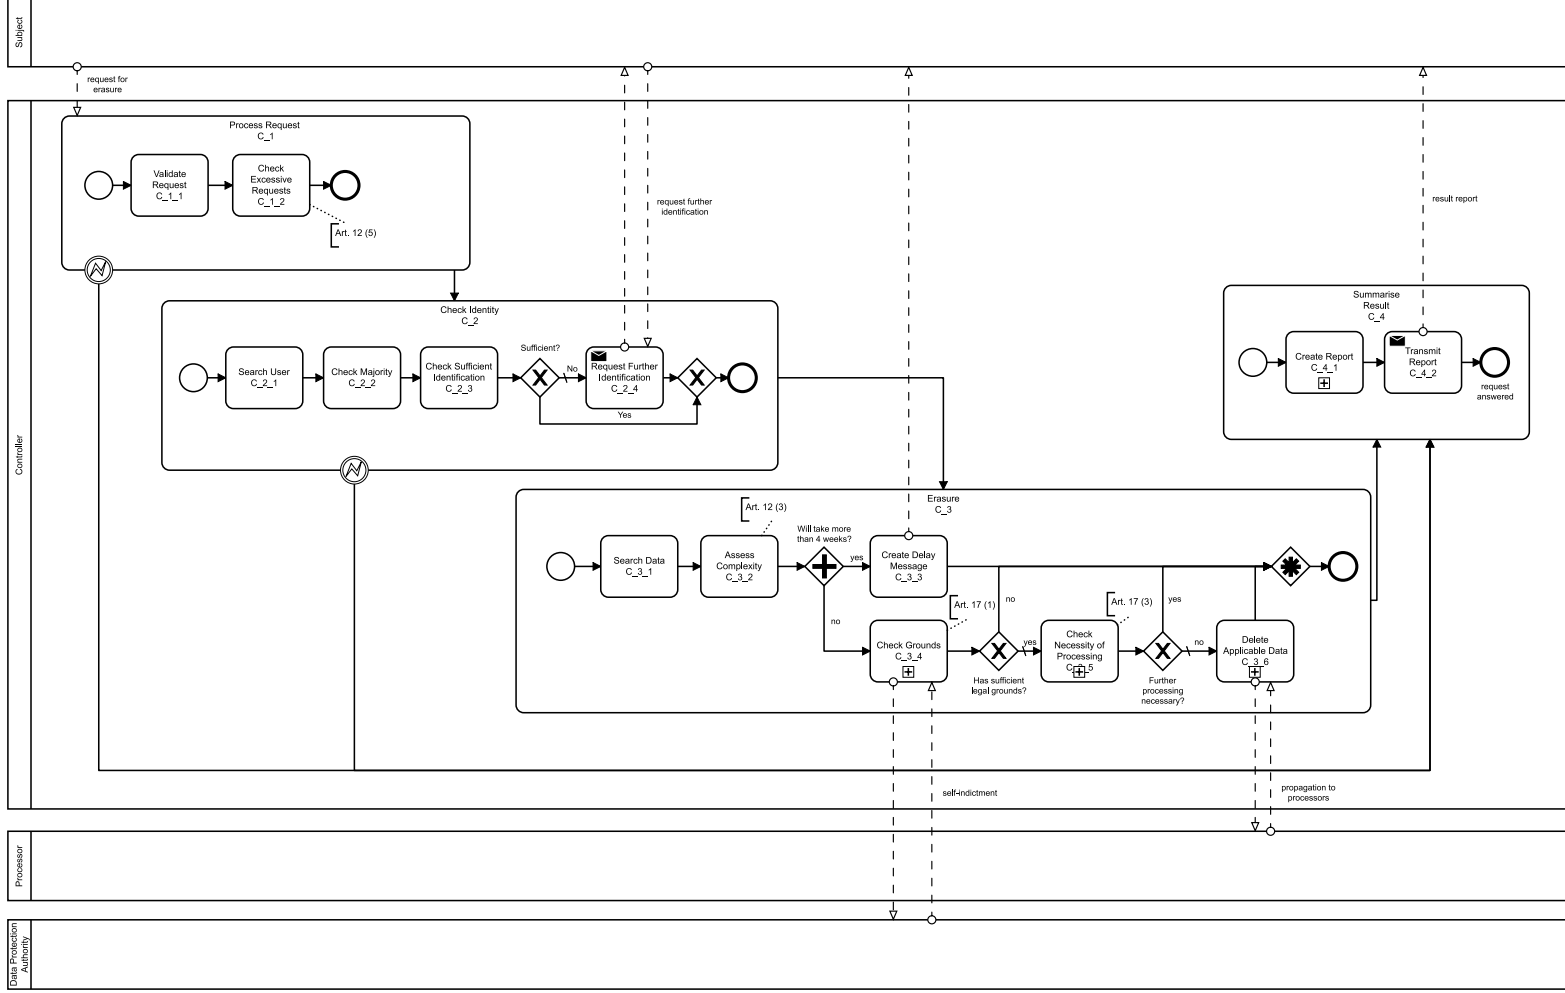 Subject
request for
erasure
Controller
Process Request
C_1
Validate
Request
C_1_1
Check
Excessive
Requests
C_1_2
Art. 12 (5)
request further
identification
result report
Check Identity
C_2
Search User
C_2_1
Check Majority
C_2_2
Check Sufficient
Identification
C_2_3
Sufficient?
No
Yes
Request Further
Identification
C_2_4
Summarise
Result
C_4
Create Report
C_4_1
Transmit
Report
C_4_2
request
answered
Erasure
C_3
Search Data
C_3_1
Assess
Complexity
C_3_2
Art. 12 (3)
Will take more
than 4 weeks?
yes
no
Create Delay
Message
C_3_3
Check Grounds
C_3_4
Art. 17 (1)
no
yes
Has sufficient
legal grounds?
Check
Necessity of
Processing
C_3_5
Art. 17 (3)
yes
no
Further
processing
necessary?
Delete
Applicable Data
C_3_6
self-indictment
propagation to
processors
Processor
Data Protection
Authority